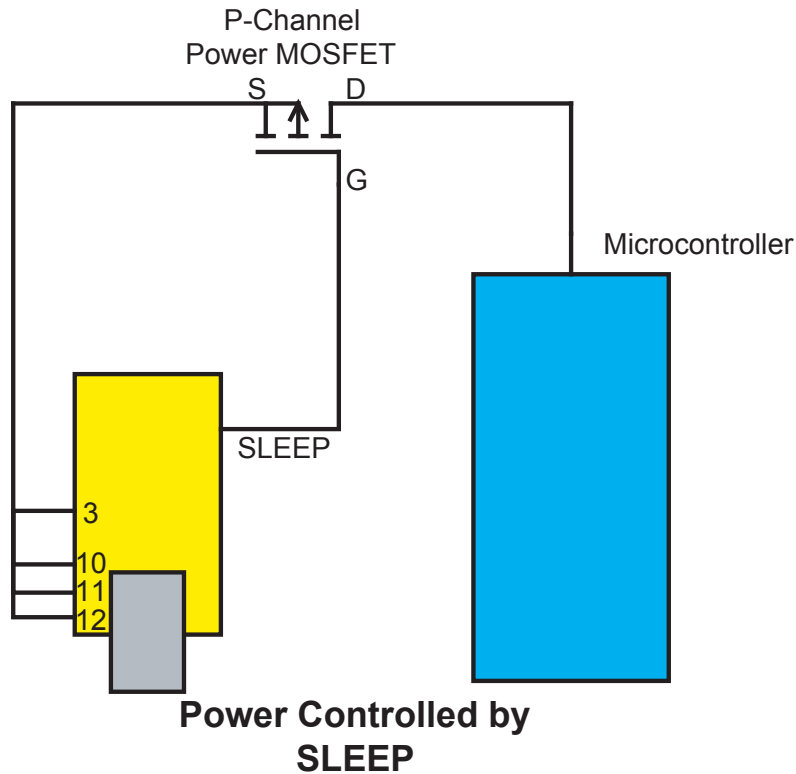 P-Channel
Power MOSFET
S D
G
Microcontroller
SLEEP
3
10
11
12
Power Controlled by
SLEEP